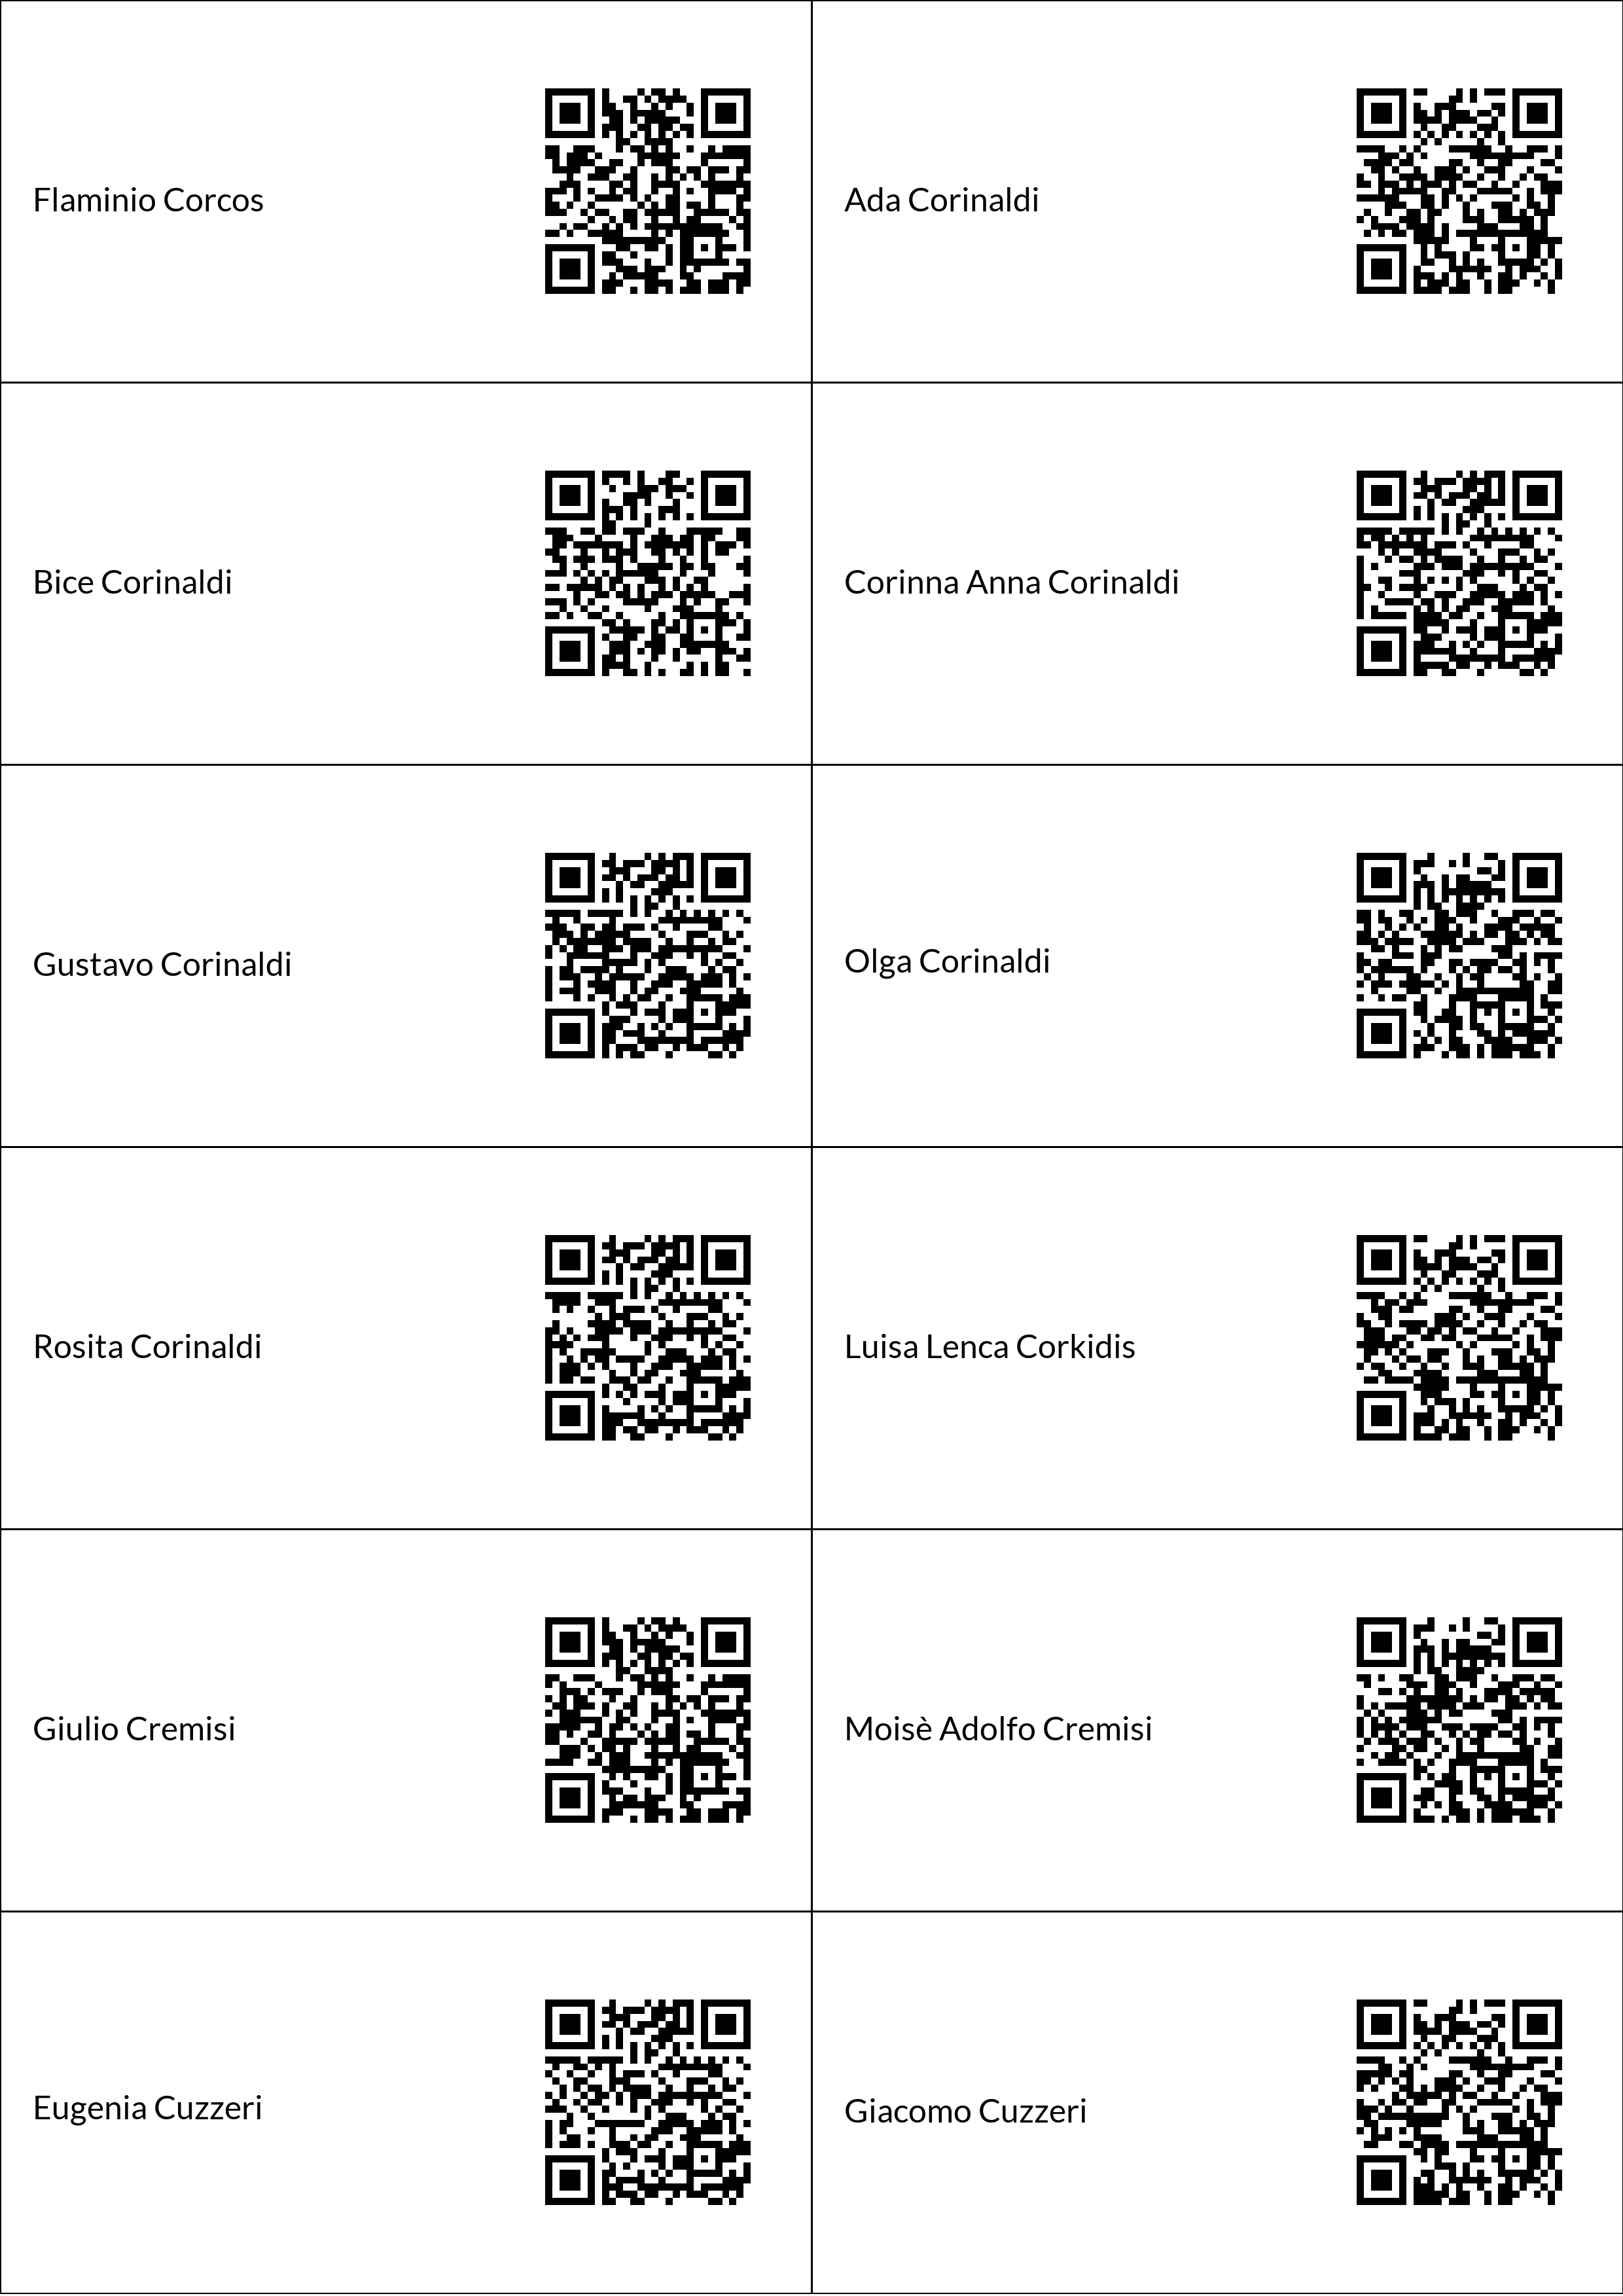 Flaminio Corcos
Ada Corinaldi
Bice Corinaldi
Corinna Anna Corinaldi
Gustavo Corinaldi
Olga Corinaldi
Rosita Corinaldi
Luisa Lenca Corkidis
Giulio Cremisi
Moisè Adolfo Cremisi
Eugenia Cuzzeri
Giacomo Cuzzeri